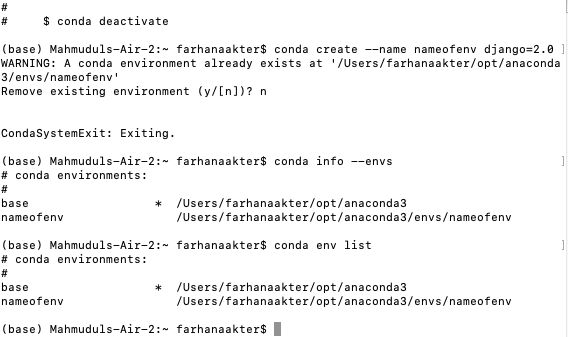 #
#     $ conda deactivate
(base) Mahmuduls-Air-2:~ farhanaakter$ conda create --name nameofenv django=2.0 ]
WARNING: A conda environment already exists at '/Users/farhanaakter/opt/anaconda
3/envs/nameofenv'
Remove existing environment (y/[n])? n
CondaSystemExit: Exiting.
(base) Mahmuduls-Air-2:~ farhanaakter$ conda info --envs ]
# conda environments:
#
base                  *  /Users/farhanaakter/opt/anaconda3
nameofenv                /Users/farhanaakter/opt/anaconda3/envs/nameofenv
(base) Mahmuduls-Air-2:~ farhanaakter$ conda env list ]
# conda environments:
#
base                  *  /Users/farhanaakter/opt/anaconda3
nameofenv                /Users/farhanaakter/opt/anaconda3/envs/nameofenv
(base) Mahmuduls-Air-2:~ farhanaakter$